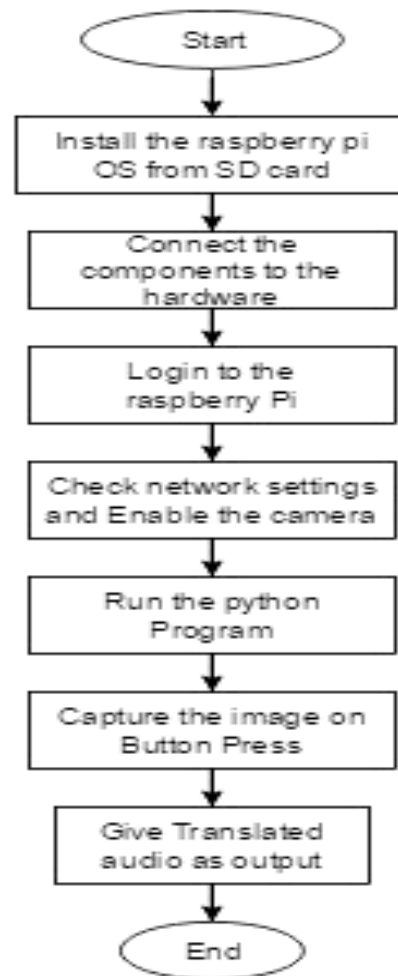 Start
Install the raspberry pi
OS from SD card
Connect the
components to the
hardware
Login to the
raspberry Pi
Check network settings
and Enable the camera
Run the python
Program
Capture the image on
Button Press
Give Translated
audio as output
End